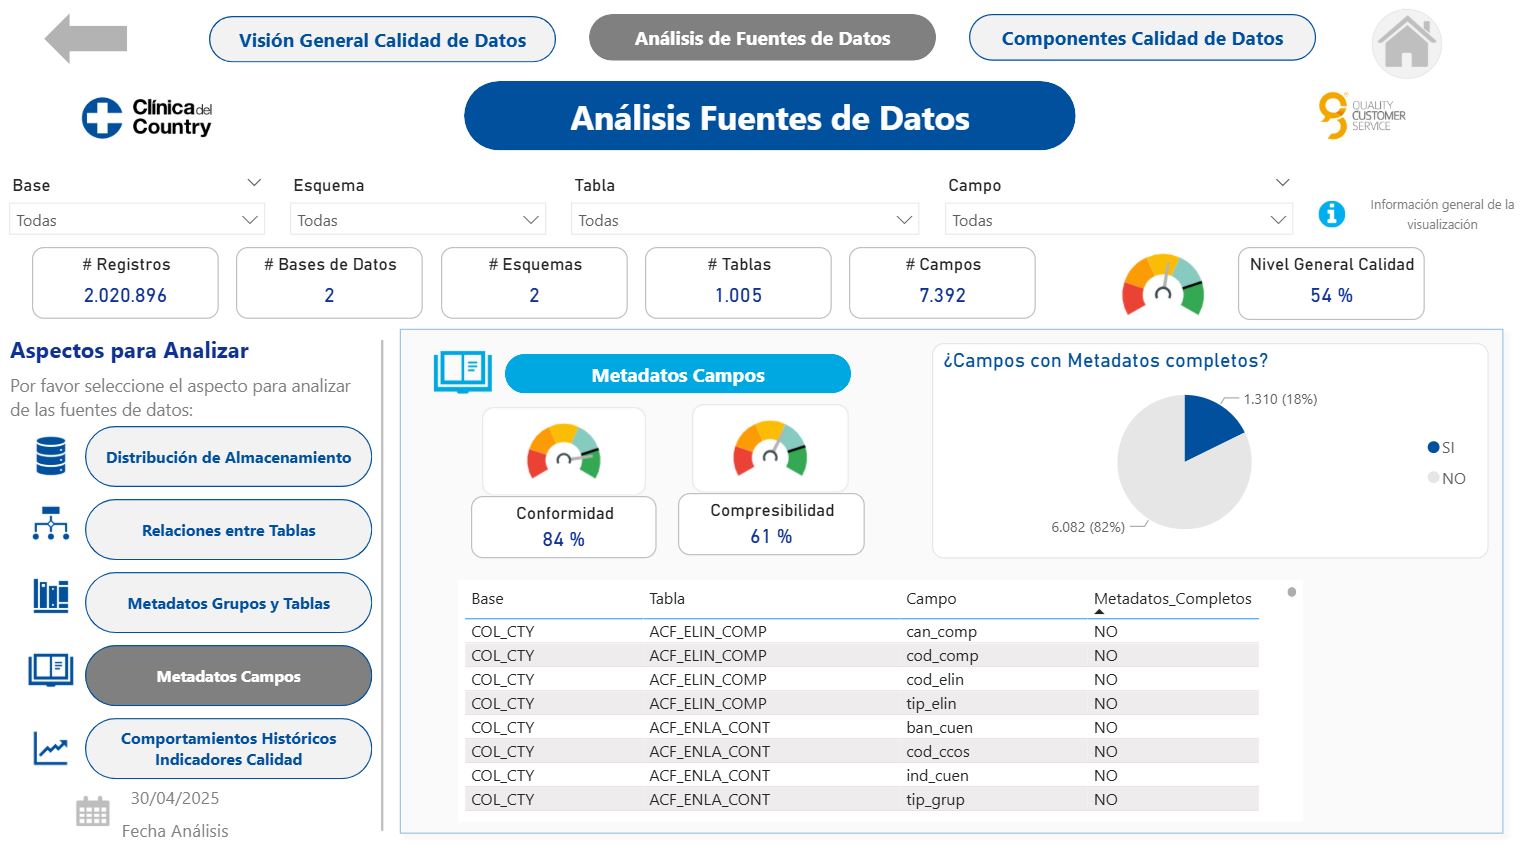 Visión General Calidad de Datos
Análisis de Fuentes de Datos
Componentes Calidad de Datos
Clínica del
Country
Análisis Fuentes de Datos
QUALITY
CUSTOMER
SERVICE
Base
Esquema
Tabla
Campo
Todas
Todas
Todas
Todas
Información general de la
visualización
# Registros
2.020.896
# Bases de Datos
2
# Esquemas
2
# Tablas
1.005
# Campos
7.392
Nivel General Calidad
54 %
Aspectos para Analizar
Por favor seleccione el aspecto para analizar
de las fuentes de datos:
Distribución de Almacenamiento
Relaciones entre Tablas
Metadatos Grupos y Tablas
Metadatos Campos
Comportamientos Históricos
Indicadores Calidad
30/04/2025
Fecha Análisis
Metadatos Campos
Conformidad
84 %
Compresibilidad
61 %
¿Campos con Metadatos completos?
1.310 (18%)
6.082 (82%)
SI
NO
Base Tabla Campo Metadatos_Completos
COL_CTY ACF_ELIN_COMP can_comp NO
COL_CTY ACF_ELIN_COMP cod_comp NO
COL_CTY ACF_ELIN_COMP cod_elin NO
COL_CTY ACF_ELIN_COMP tip_elin NO
COL_CTY ACF_ENLA_CONT ban_cuen NO
COL_CTY ACF_ENLA_CONT cod_ccos NO
COL_CTY ACF_ENLA_CONT ind_cuen NO
COL_CTY ACF_ENLA_CONT tip_grup NO